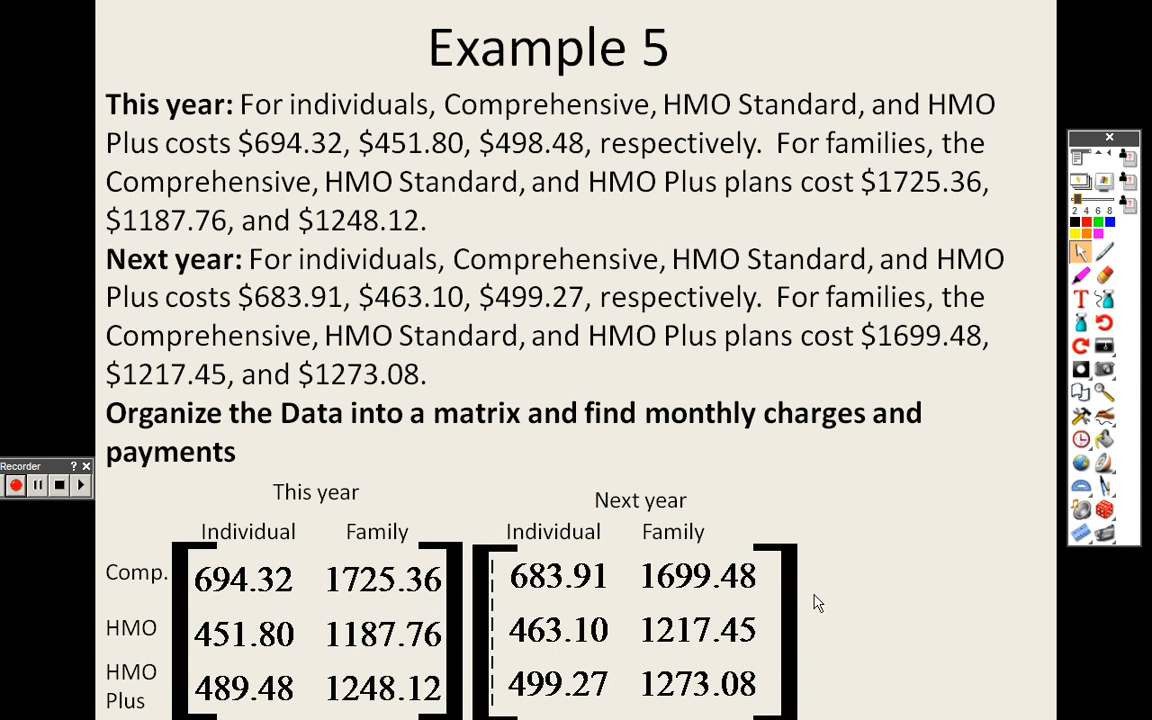 Example 5
This year: For individuals, Comprehensive, HMO Standard, and HMO
Plus costs $694.32, $451.80, $498.48, respectively.  For families, the
Comprehensive, HMO Standard, and HMO Plus plans cost $1725.36,
$1187.76, and $1248.12.
Next year: For individuals, Comprehensive, HMO Standard, and HMO
Plus costs $683.91, $463.10, $499.27, respectively.  For families, the
Comprehensive, HMO Standard, and HMO Plus plans cost $1699.48,
$1217.45, and $1273.08.
Organize the Data into a matrix and find monthly charges and
payments
This year Next year
Individual Family Individual Family
Comp. 694.32 1725.36 683.91 1699.48
HMO 451.80 1187.76 463.10 1217.45
HMO
Plus 489.48 1248.12 499.27 1273.08
Recorder ? ×
2 4 6 8
T